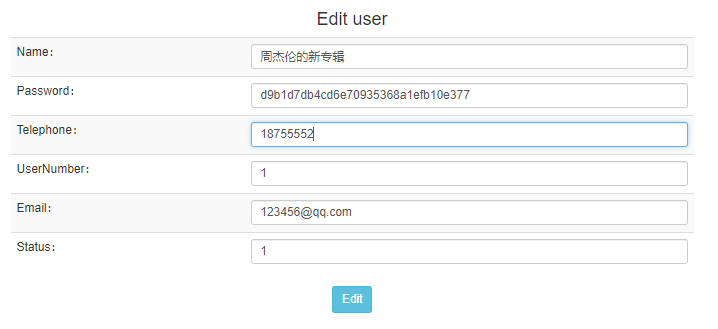 Edit user
Name： 周杰伦的新专辑
Password： d9b1d7db4cd6e70935368a1efb10e377
Telephone： 18755552
UserNumber： 1
Email： 123456@qq.com
Status： 1
Edit